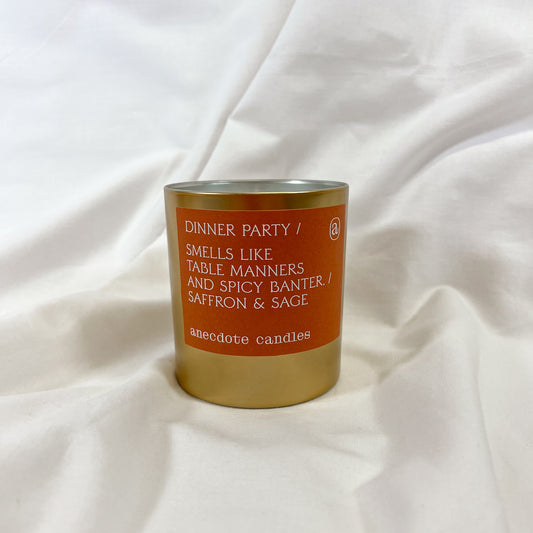 DINNER PARTY /
@
SMELLS LIKE
TABLE MANNERS
AND SPICY BANTER. /
SAFFRON & SAGE
anecdote candles